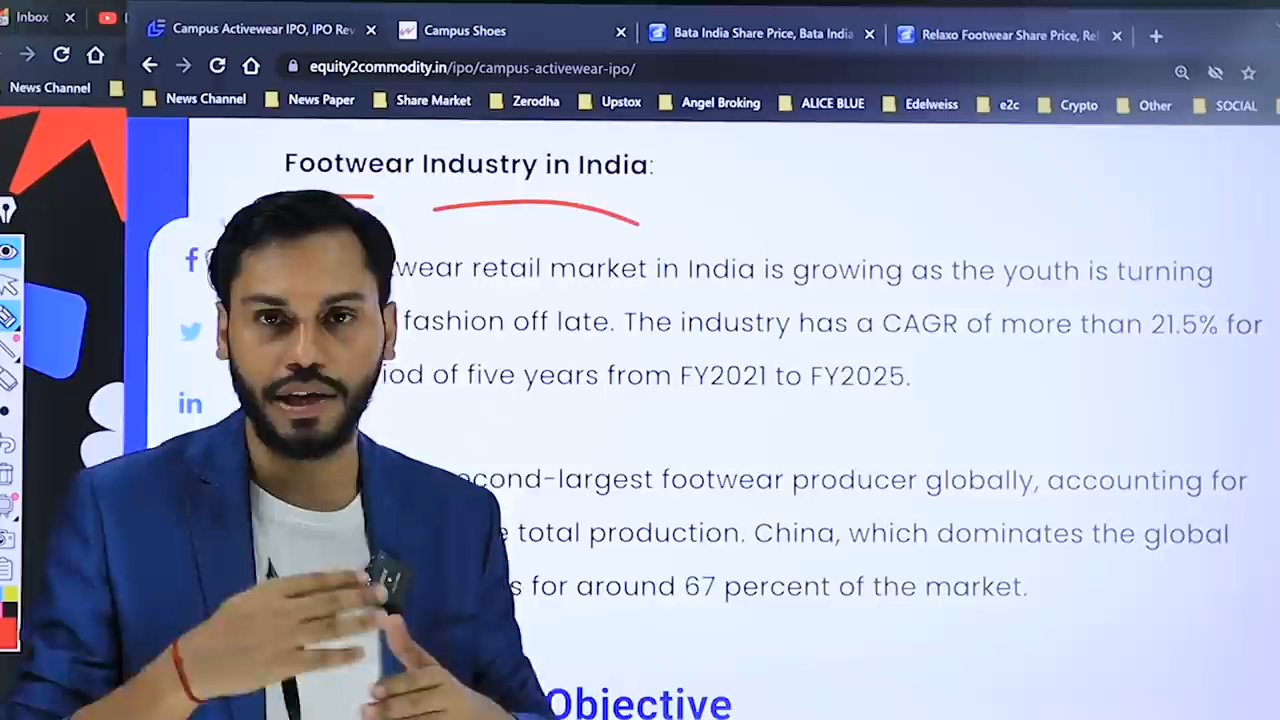 Inbox
Campus Activewear IPO, IPO Rev
Campus Shoes
Bata India Share Price, Bata India
Relaxo Footwear Share Price, Rel
equity2commodity.in/ipo/campus-activewear-ipo/
News Channel
News Channel
News Paper
Share Market
Zerodha
Upstox
Angel Broking
ALICE BLUE
Edelweiss
e2c
Crypto
Other
SOCIAL
Footwear Industry in India:
wear retail market in India is growing as the youth is turning
fashion off late. The industry has a CAGR of more than 21.5% for
iod of five years from FY2021 to FY2025.
econd-largest footwear producer globally, accounting for
e total production. China, which dominates the global
s for around 67 percent of the market.
Objective